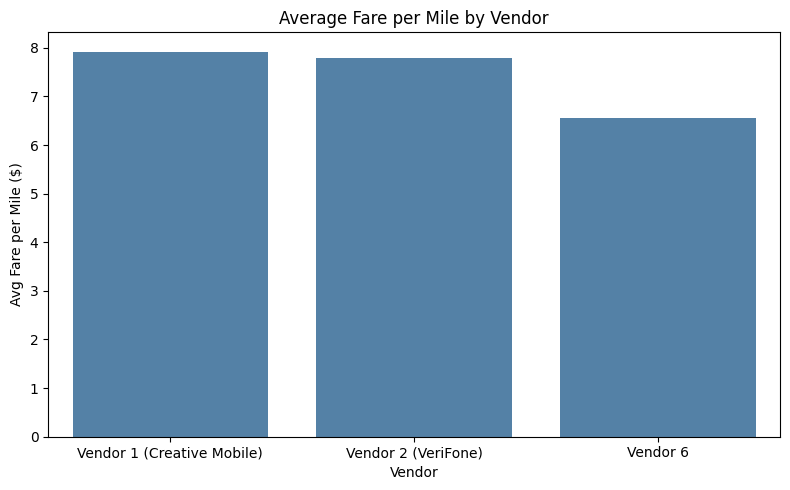 Average Fare per Mile by Vendor
Avg Fare per Mile ($)
8
7
6
5
4
3
2
1
0
Vendor 1 (Creative Mobile)
Vendor 2 (VeriFone)
Vendor 6
Vendor